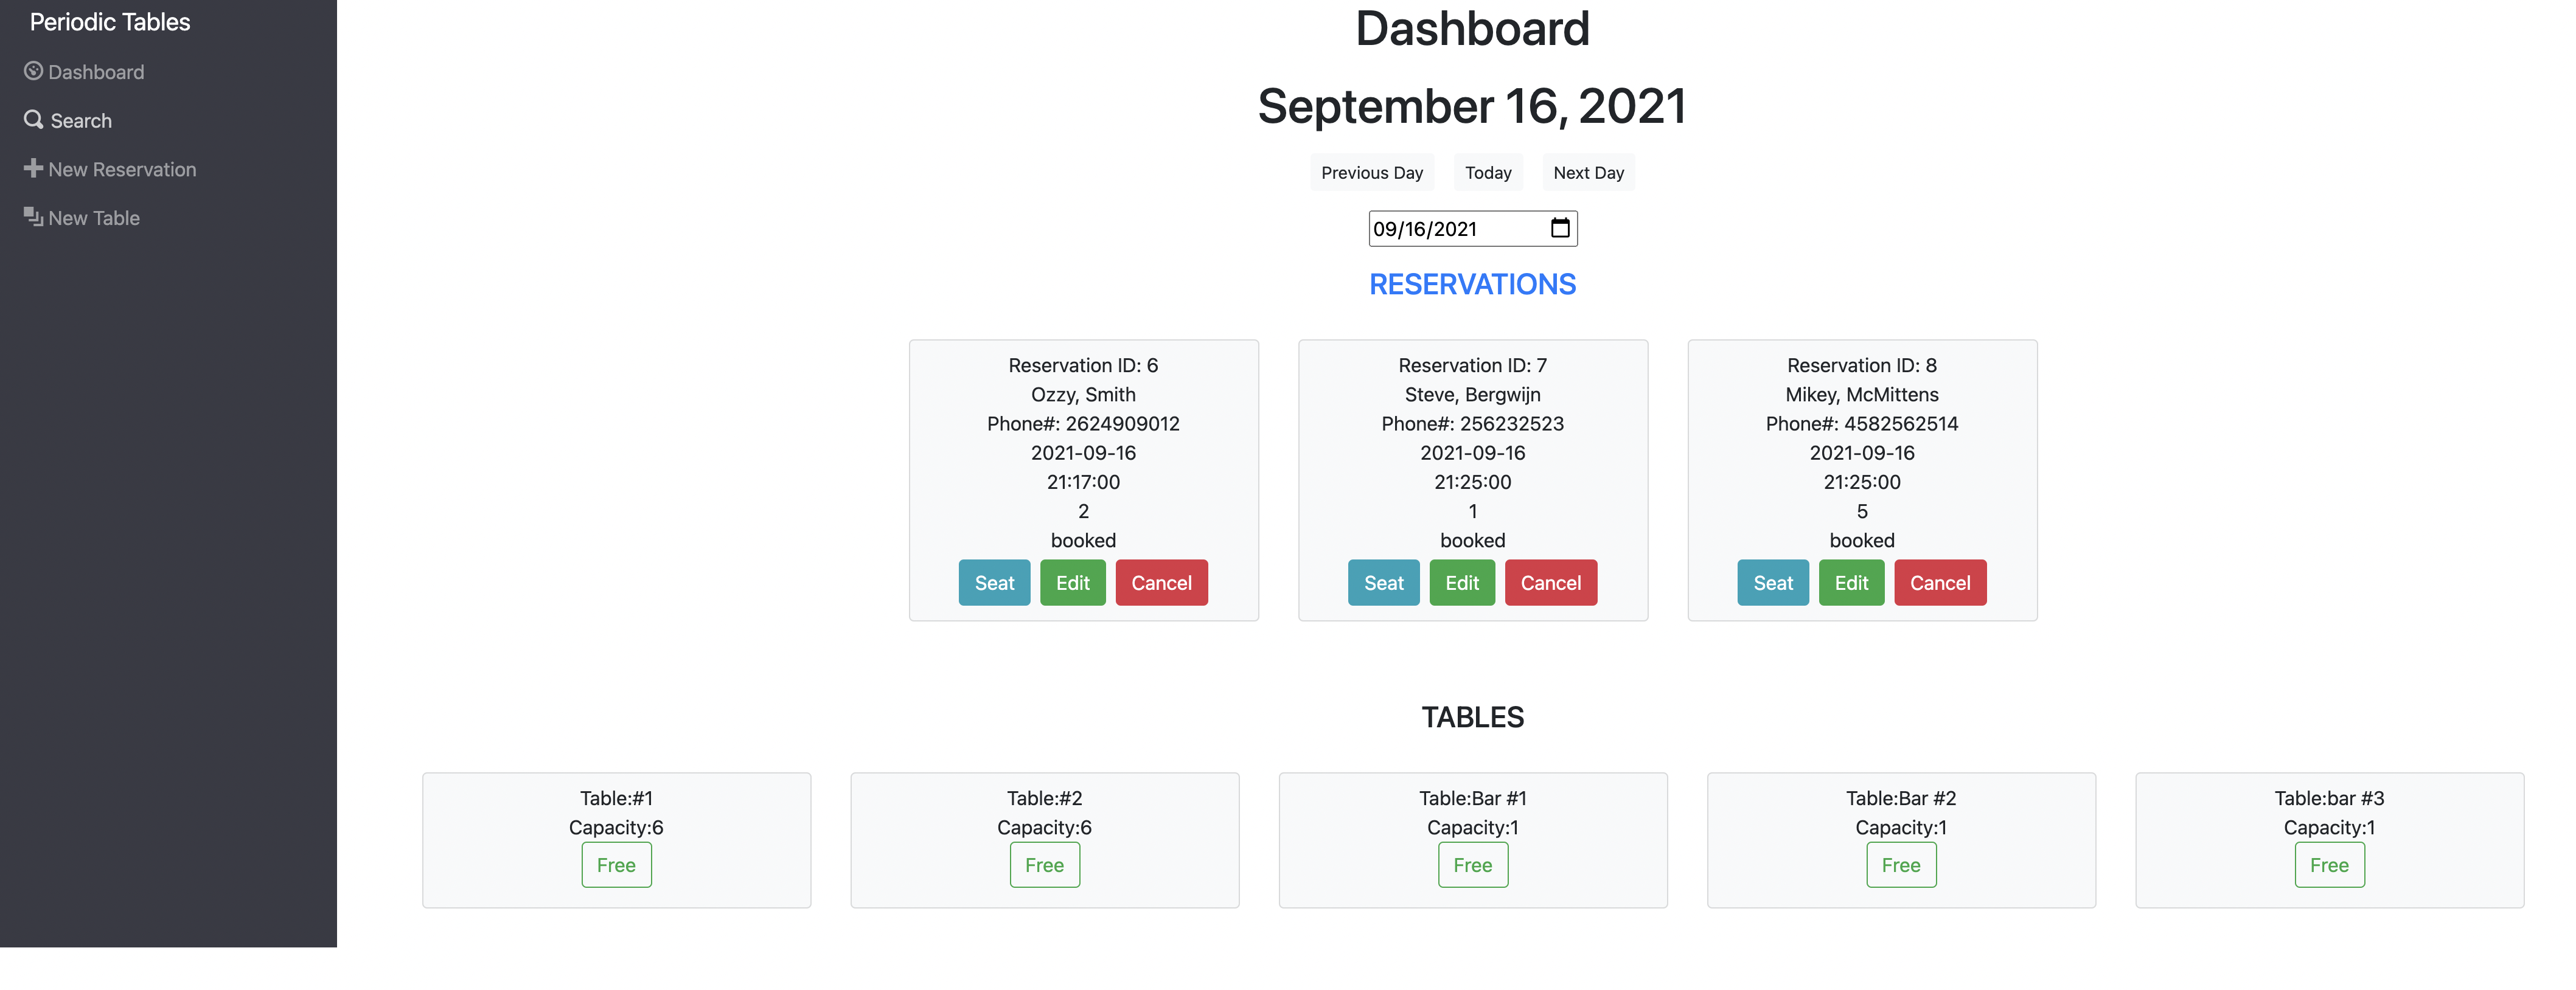 Periodic Tables
Dashboard
Search
New Reservation
New Table
Dashboard
September 16, 2021
Previous Day Today Next Day
09/16/2021
RESERVATIONS
Reservation ID: 6
Ozzy, Smith
Phone#: 2624909012
2021-09-16
21:17:00
2
booked
Seat Edit Cancel
Reservation ID: 7
Steve, Bergwijn
Phone#: 256232523
2021-09-16
21:25:00
1
booked
Seat Edit Cancel
Reservation ID: 8
Mikey, McMittens
Phone#: 4582562514
2021-09-16
21:25:00
5
booked
Seat Edit Cancel
TABLES
Table:#1
Capacity:6
Free
Table:#2
Capacity:6
Free
Table:Bar #1
Capacity:1
Free
Table:Bar #2
Capacity:1
Free
Table:bar #3
Capacity:1
Free